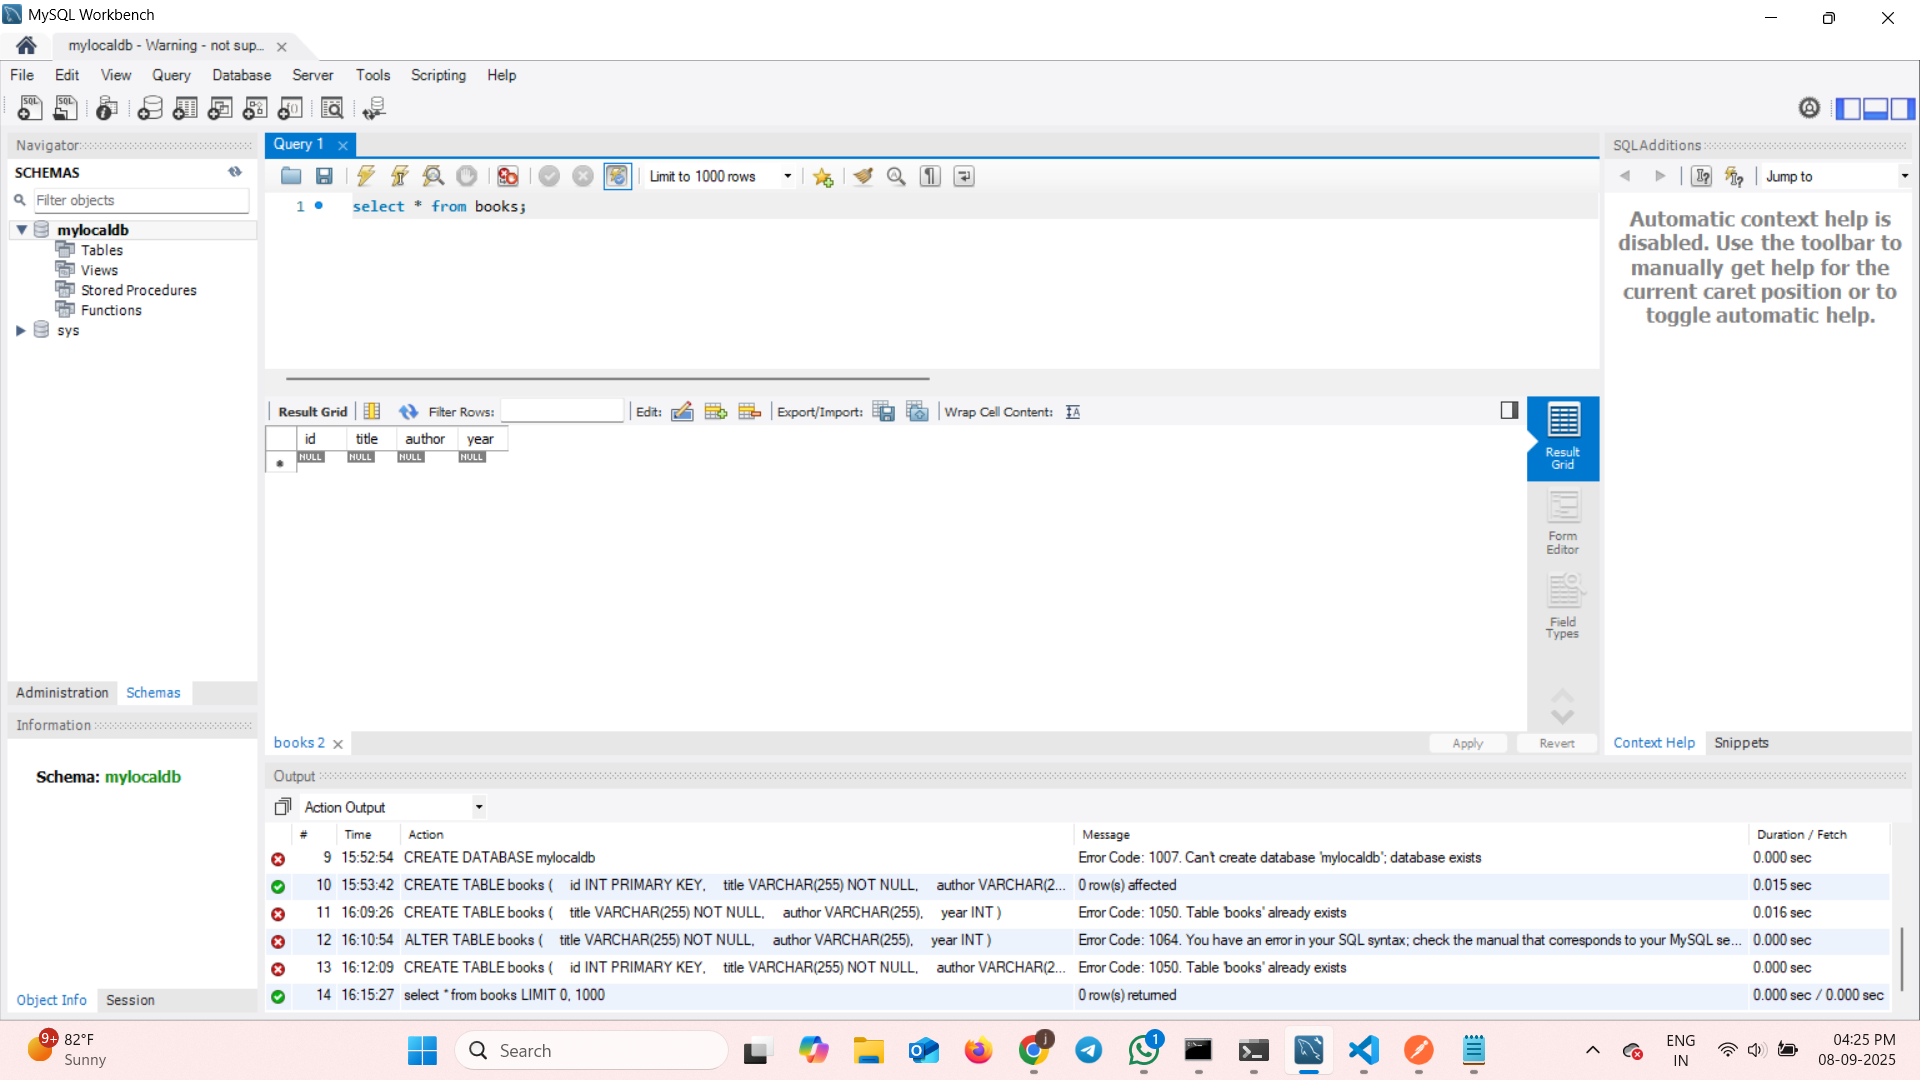 MySQL Workbench
mylocaldb - Warning - not sup...
File Edit View Query Database Server Tools Scripting Help
Navigator
SCHEMAS
Filter objects
mylocaldb
Tables
Views
Stored Procedures
Functions
sys
Administration Schemas
Information
Schema: mylocaldb
Object Info Session
Query 1
Limit to 1000 rows
1 select * from books;
Result Grid Filter Rows: Edit: Export/Import: Wrap Cell Content:
id title author year
NULL NULL NULL NULL
Result
Grid
Form
Editor
Field
Types
books 2
Apply Revert
SQLAdditions
Jump to
Automatic context help is
disabled. Use the toolbar to
manually get help for the
current caret position or to
toggle automatic help.
Context Help Snippets
Output
Action Output
# Time Action Message Duration / Fetch
9 15:52:54 CREATE DATABASE mylocaldb Error Code: 1007. Can't create database 'mylocaldb'; database exists 0.000 sec
10 15:53:42 CREATE TABLE books ( id INT PRIMARY KEY, title VARCHAR(255) NOT NULL, author VARCHAR(2... 0 row(s) affected 0.015 sec
11 16:09:26 CREATE TABLE books ( title VARCHAR(255) NOT NULL, author VARCHAR(255), year INT ) Error Code: 1050. Table 'books' already exists 0.016 sec
12 16:10:54 ALTER TABLE books ( title VARCHAR(255) NOT NULL, author VARCHAR(255), year INT ) Error Code: 1064. You have an error in your SQL syntax; check the manual that corresponds to your MySQL se... 0.000 sec
13 16:12:09 CREATE TABLE books ( id INT PRIMARY KEY, title VARCHAR(255) NOT NULL, author VARCHAR(2... Error Code: 1050. Table 'books' already exists 0.000 sec
14 16:15:27 select * from books LIMIT 0, 1000 0 row(s) returned 0.000 sec / 0.000 sec
9+ 82°F
Sunny
Search
j
1
ENG
IN
04:25 PM
08-09-2025